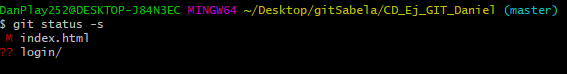 DanPlay252@DESKTOP-J84N3EC MINGW64 ~/Desktop/gitSabela/CD_Ej_GIT_Daniel (master)
$ git status -s
 M index.html
?? login/